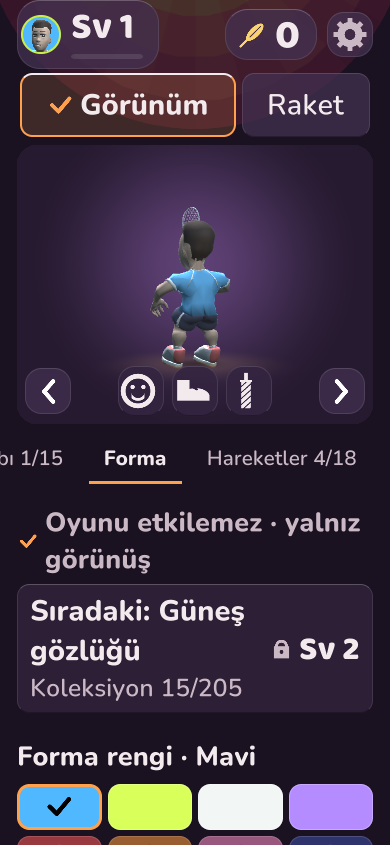 Sv 1
0
Görünüm
Raket
bı 1/15
Forma
Hareketler 4/18
Oyunu etkilemez · yalnız
görünüş
Sıradaki: Güneş
gözlüğü
Sv 2
Koleksiyon 15/205
Forma rengi · Mavi